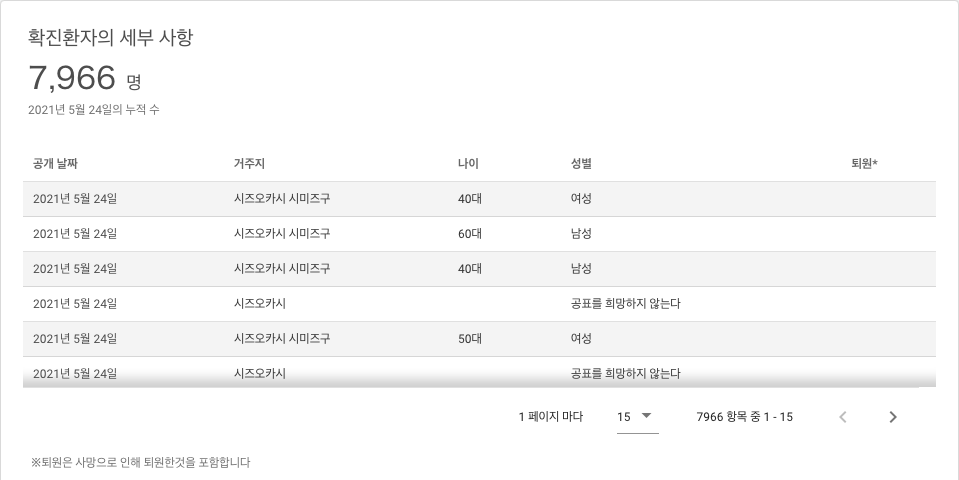 확진환자의 세부 사항
7,966 명
2021년 5월 24일의 누적 수
공개 날짜 거주지 나이 성별 퇴원*
2021년 5월 24일 시즈오카시 시미즈구 40대 여성
2021년 5월 24일 시즈오카시 시미즈구 60대 남성
2021년 5월 24일 시즈오카시 시미즈구 40대 남성
2021년 5월 24일 시즈오카시 공표를 희망하지 않는다
2021년 5월 24일 시즈오카시 시미즈구 50대 여성
2021년 5월 24일 시즈오카시 공표를 희망하지 않는다
1 페이지 마다 15 7966 항목 중 1 - 15
※퇴원은 사망으로 인해 퇴원한것을 포함합니다